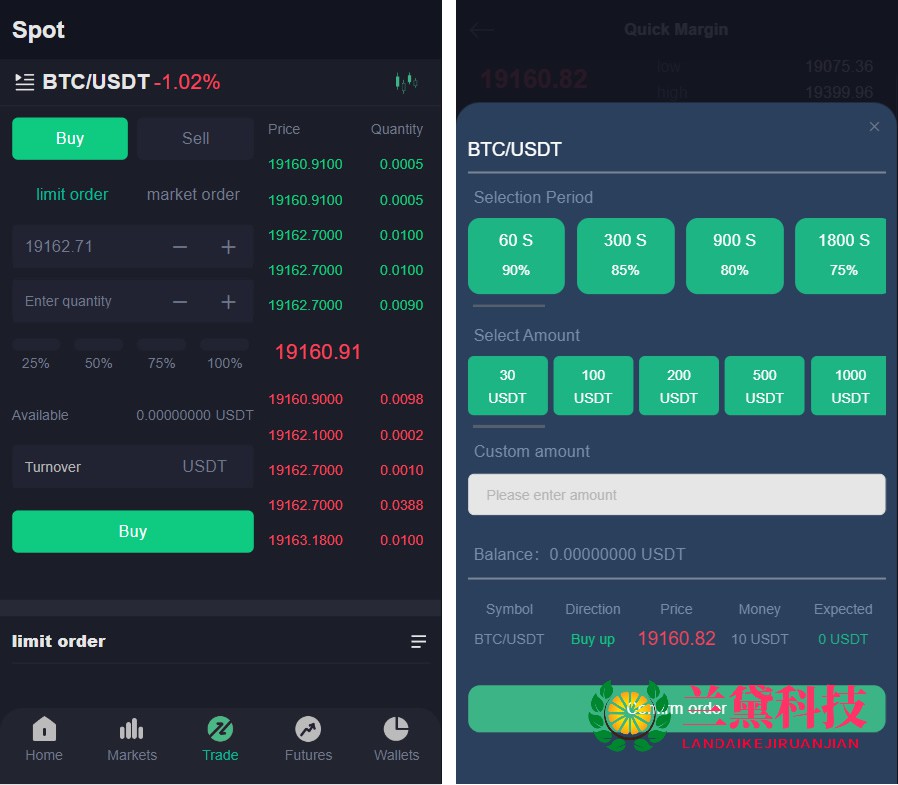 Spot
BTC/USDT -1.02%
Buy
Sell
limit order
market order
19162.71
Enter quantity
25% 50% 75% 100%
Available 0.00000000 USDT
Turnover USDT
Buy
Price Quantity
19160.9100 0.0005
19160.9100 0.0005
19162.7000 0.0100
19162.7000 0.0100
19162.7000 0.0090
19160.91
19160.9000 0.0098
19162.1000 0.0002
19162.7000 0.0010
19162.7000 0.0388
19163.1800 0.0100
limit order
Home Markets Trade Futures Wallets
Quick Margin
19160.82
low 19075.36
high 19399.96
BTC/USDT
Selection Period
60 S 300 S 900 S 1800 S
90% 85% 80% 75%
Select Amount
30 100 200 500 1000
USDT USDT USDT USDT USDT
Custom amount
Please enter amount
Balance：0.00000000 USDT
Symbol Direction Price Money Expected
BTC/USDT Buy up 19160.82 10 USDT 0 USDT
Confirm order
兰黛科技
LANDAIKEJIRUANJIAN